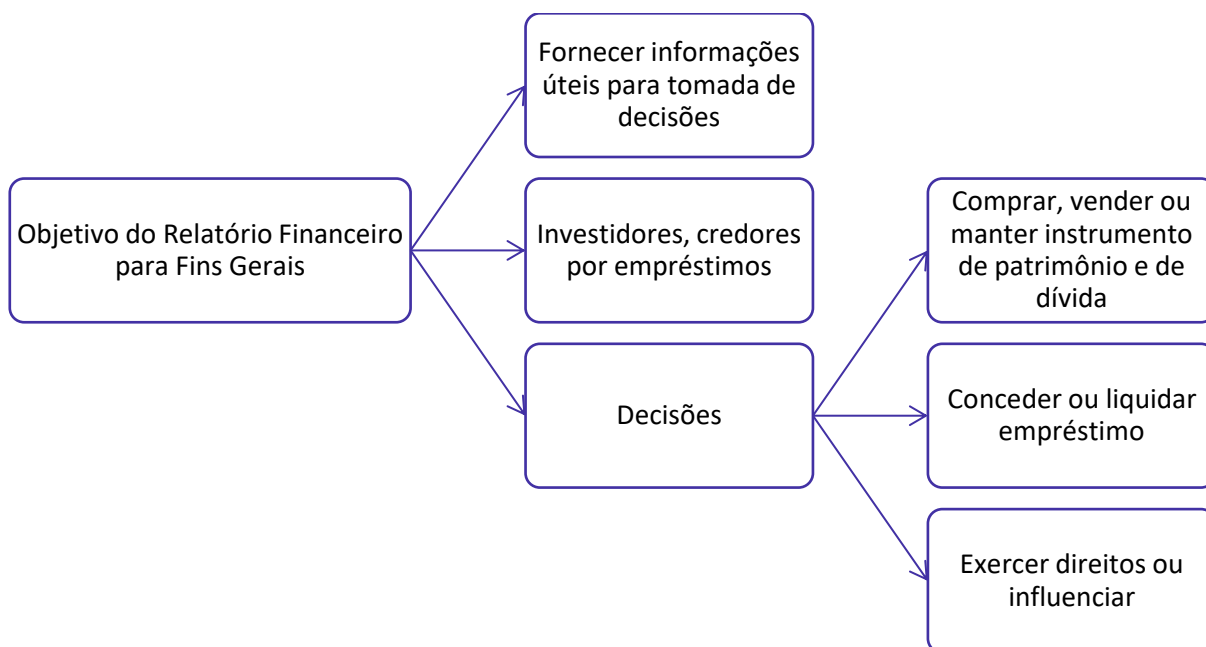 Objetivo do Relatório Financeiro
para Fins Gerais
Fornecer informações
úteis para tomada de
decisões
Investidores, credores
por empréstimos
Decisões
Comprar, vender ou
manter instrumento
de patrimônio e de
dívida
Conceder ou liquidar
empréstimo
Exercer direitos ou
influenciar